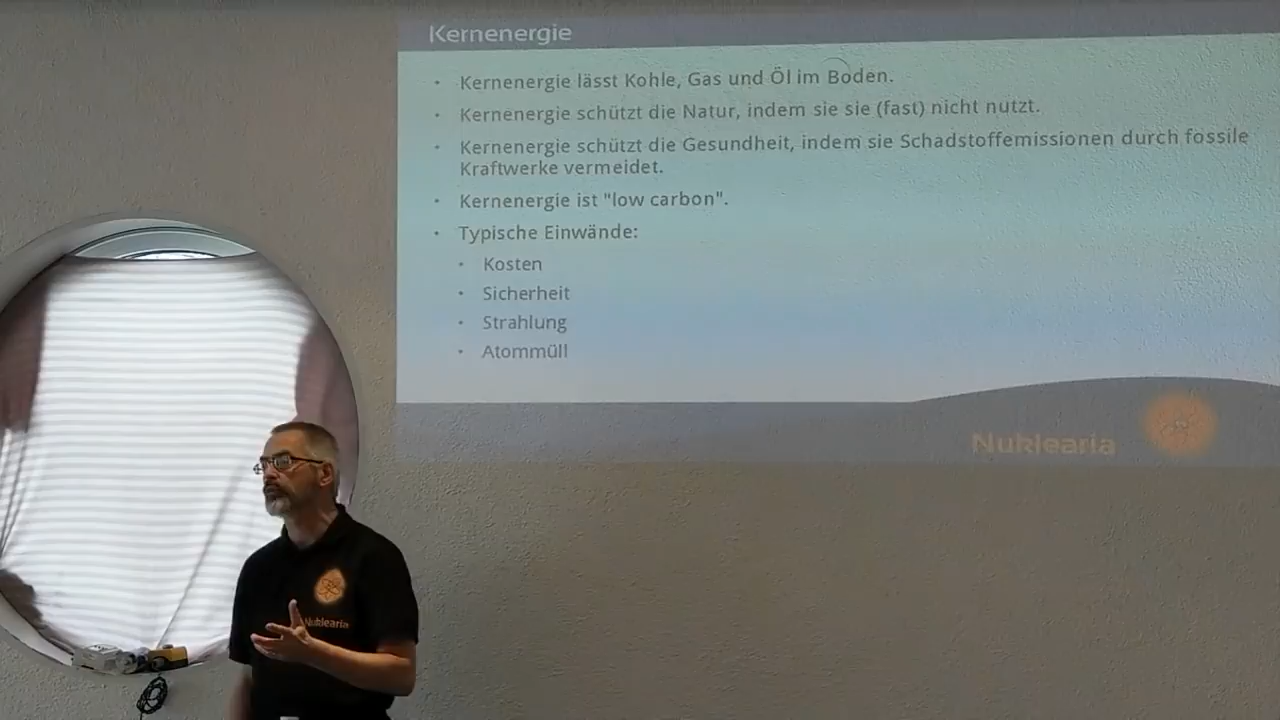 Kernenergie
• Kernenergie lässt Kohle, Gas und Öl im Boden.
• Kernenergie schützt die Natur, indem sie sie (fast) nicht nutzt.
• Kernenergie schützt die Gesundheit, indem sie Schadstoffemissionen durch fossile
Kraftwerke vermeidet.
• Kernenergie ist "low carbon".
• Typische Einwände:
• Kosten
• Sicherheit
• Strahlung
• Atommüll
Nuklearia
Nuklearia